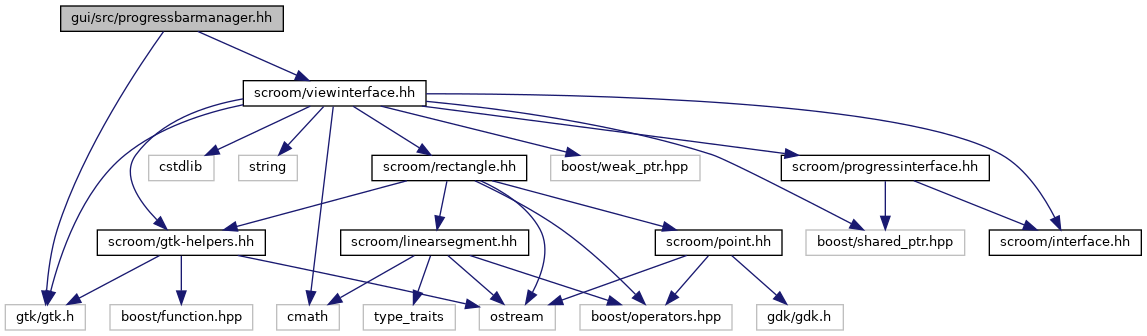 gui/src/progressbarmanager.hh
scroom/viewinterface.hh
cstdlib
string
scroom/rectangle.hh
boost/weak_ptr.hpp
scroom/progressinterface.hh
scroom/gtk-helpers.hh
scroom/linearsegment.hh
scroom/point.hh
boost/shared_ptr.hpp
scroom/interface.hh
gtk/gtk.h
boost/function.hpp
cmath
type_traits
ostream
boost/operators.hpp
gdk/gdk.h